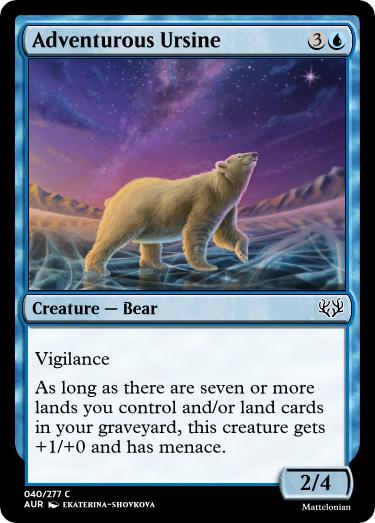 Adventurous Ursine 3
Creature — Bear
Vigilance
As long as there are seven or more
lands you control and/or land cards
in your graveyard, this creature gets
+1/+0 and has menace.
2/4
040/277 C
AUR EKATERINA-SHOVKOVA
Mattelonian